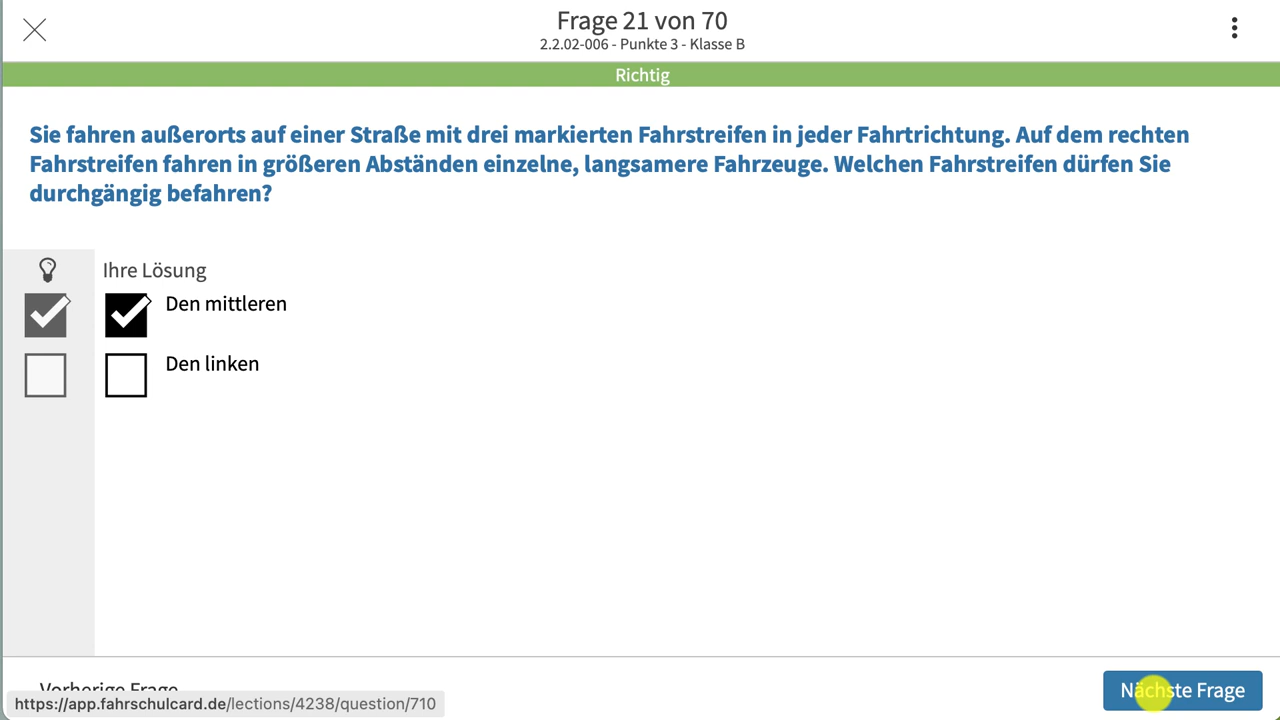 Frage 21 von 70
2.2.02-006 - Punkte 3 - Klasse B
Richtig
Sie fahren außerorts auf einer Straße mit drei markierten Fahrstreifen in jeder Fahrtrichtung. Auf dem rechten
Fahrstreifen fahren in größeren Abständen einzelne, langsamere Fahrzeuge. Welchen Fahrstreifen dürfen Sie
durchgängig befahren?
Ihre Lösung
Den mittleren
Den linken
Vorherige Frage
Nächste Frage
https://app.fahrschulcard.de/lections/4238/question/710